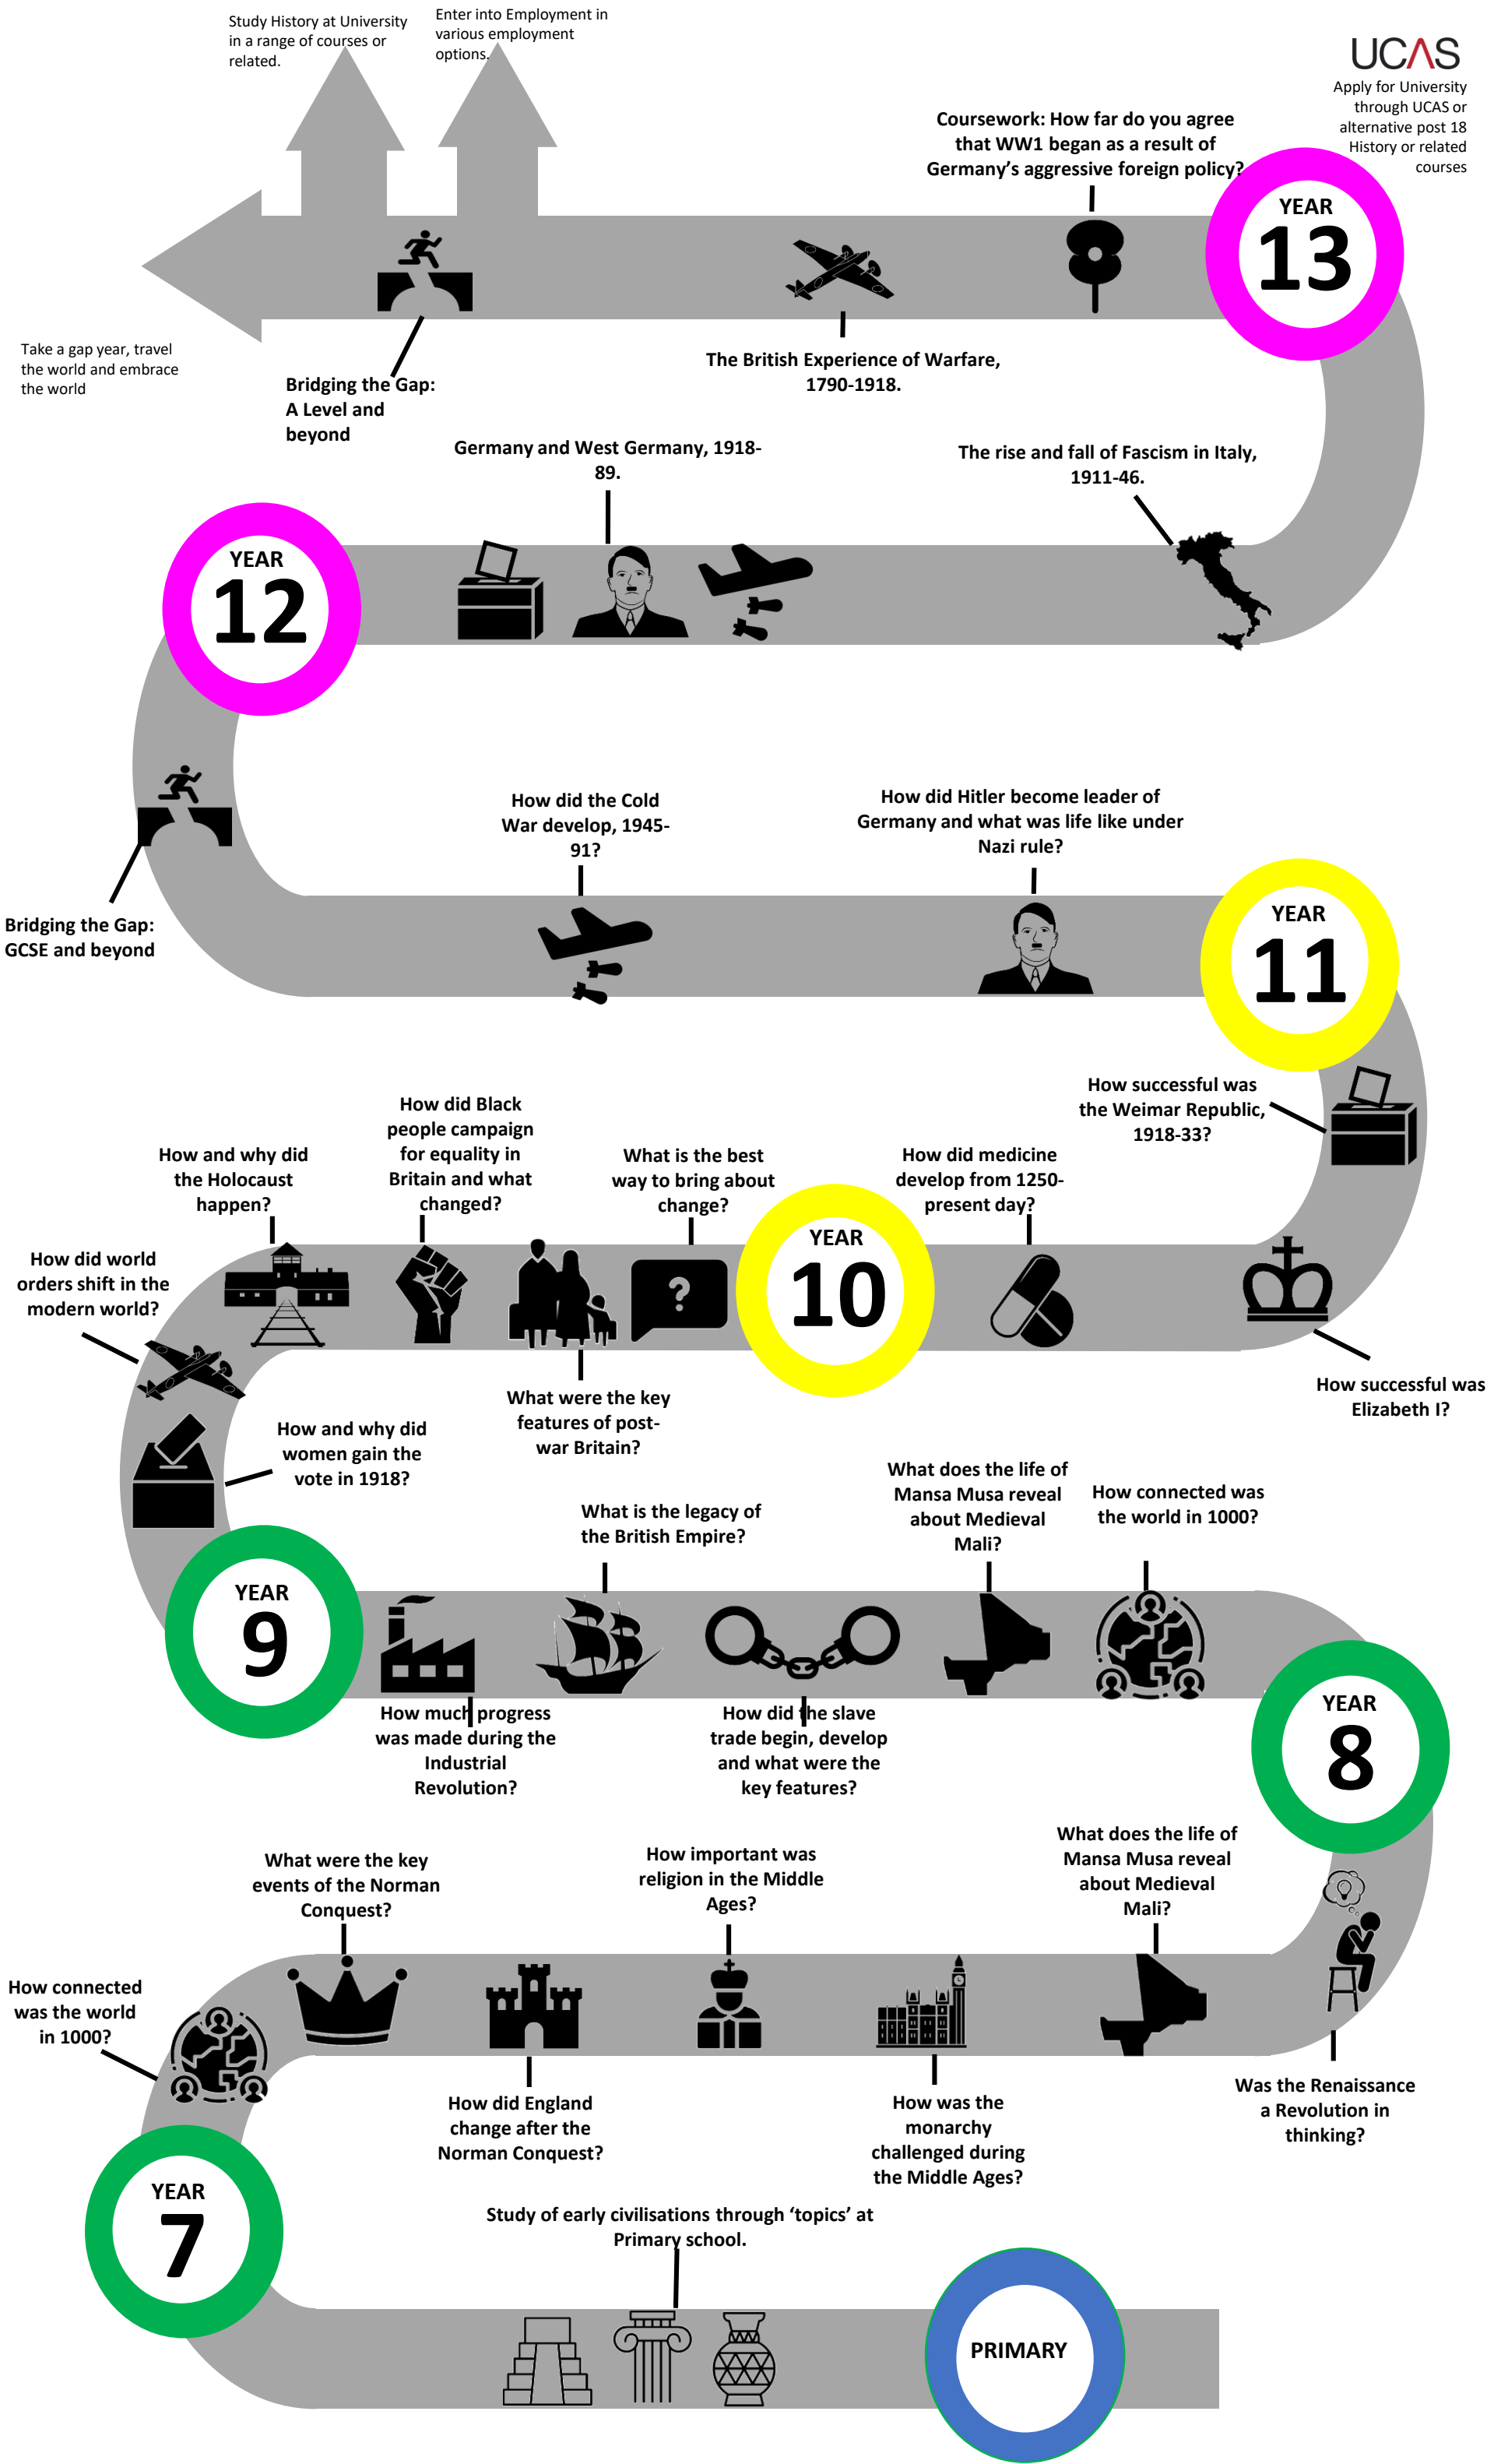 Study History at University
in a range of courses or
related.
Enter into Employment in
various employment
options.
UCAS
Apply for University
through UCAS or
alternative post 18
History or related
courses
Coursework: How far do you agree
that WW1 began as a result of
Germany's aggressive foreign policy?
YEAR
13
Take a gap year, travel
the world and embrace
the world
Bridging the Gap:
A Level and
beyond
The British Experience of Warfare,
1790-1918.
Germany and West Germany, 1918-
89.
The rise and fall of Fascism in Italy,
1911-46.
YEAR
12
How did the Cold
War develop, 1945-
91?
How did Hitler become leader of
Germany and what was life like under
Nazi rule?
Bridging the Gap:
GCSE and beyond
YEAR
11
How successful was
the Weimar Republic,
1918-33?
How did Black
people campaign
for equality in
Britain and what
changed?
How and why did
the Holocaust
happen?
What is the best
way to bring about
change?
How did medicine
develop from 1250-
present day?
YEAR
10
How did world
orders shift in the
modern world?
?
What were the key
features of post-
war Britain?
How successful was
Elizabeth I?
How and why did
women gain the
vote in 1918?
What is the legacy of
the British Empire?
What does the life of
Mansa Musa reveal
about Medieval
Mali?
How connected was
the world in 1000?
YEAR
9
How much progress
was made during the
Industrial
Revolution?
How did the slave
trade begin, develop
and what were the
key features?
YEAR
8
What were the key
events of the Norman
Conquest?
How important was
religion in the Middle
Ages?
What does the life of
Mansa Musa reveal
about Medieval
Mali?
How connected
was the world
in 1000?
How did England
change after the
Norman Conquest?
How was the
monarchy
challenged during
the Middle Ages?
Was the Renaissance
a Revolution in
thinking?
YEAR
7
Study of early civilisations through ‘topics’ at
Primary school.
PRIMARY